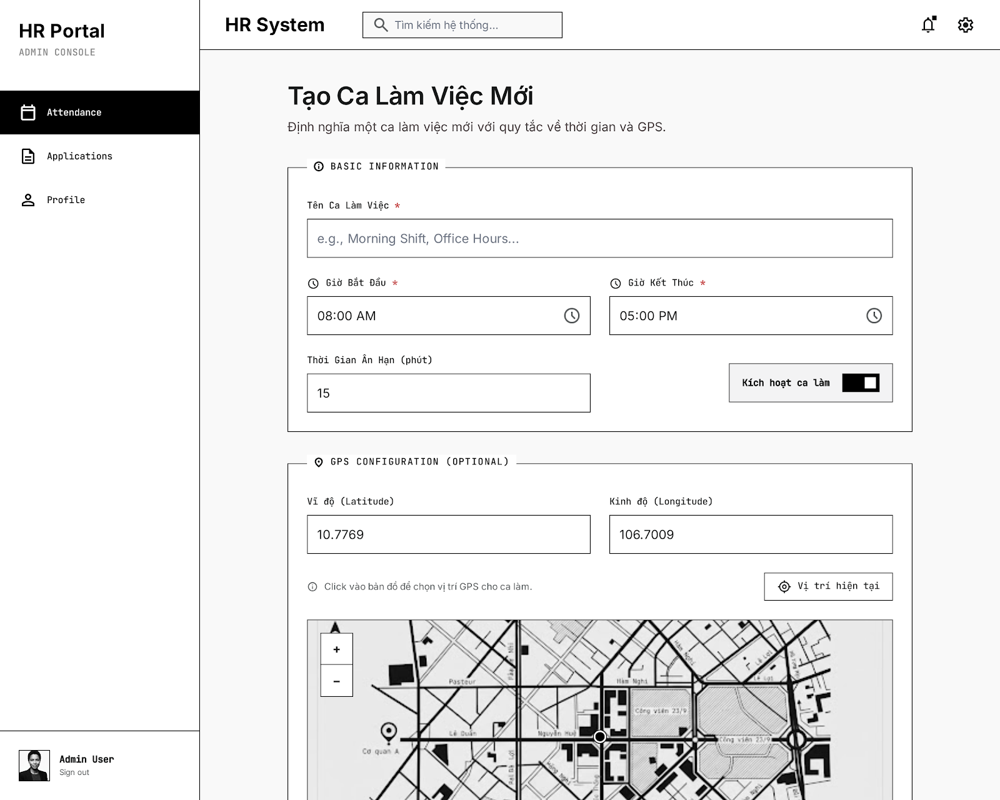 HR Portal
ADMIN CONSOLE
Attendance
Applications
Profile
Admin User
Sign out
HR System
Tìm kiếm hệ thống...
Tạo Ca Làm Việc Mới
Định nghĩa một ca làm việc mới với quy tắc về thời gian và GPS.
BASIC INFORMATION
Tên Ca Làm Việc *
e.g., Morning Shift, Office Hours...
Giờ Bắt Đầu *
Giờ Kết Thúc *
08:00 AM
05:00 PM
Thời Gian Ân Hạn (phút)
15
Kích hoạt ca làm
GPS CONFIGURATION (OPTIONAL)
Vĩ độ (Latitude)
Kinh độ (Longitude)
10.7769
106.7009
Click vào bản đồ để chọn vị trí GPS cho ca làm.
Vị trí hiện tại
+
−
Pasteur
Hàm Nghi
Hàm Nghi
Lê Lợi
Lê Lợi
Công viên 23/9
Lê Duẩn
Nguyễn Huệ
Công viên 23/9
Cơ quan A